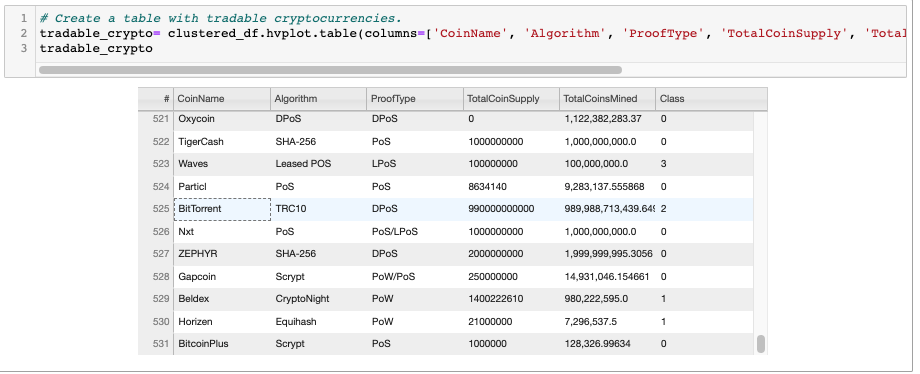 1 # Create a table with tradable cryptocurrencies.
2 tradable_crypto= clustered_df.hvplot.table(columns=['CoinName', 'Algorithm', 'ProofType', 'TotalCoinSupply', 'Total
3 tradable_crypto
# CoinName Algorithm ProofType TotalCoinSupply TotalCoinsMined Class
521 Oxycoin DPoS DPoS 0 1,122,382,283.37 0
522 TigerCash SHA-256 PoS 1000000000 1,000,000,000.0 0
523 Waves Leased POS LPoS 100000000 100,000,000.0 3
524 Particl PoS PoS 8634140 9,283,137.555868 0
525 BitTorrent TRC10 DPoS 990000000000 989,988,713,439.649 2
526 Nxt PoS PoS/LPoS 1000000000 1,000,000,000.0 0
527 ZEPHYR SHA-256 DPoS 2000000000 1,999,999,995.3056 0
528 Gapcoin Scrypt PoW/PoS 250000000 14,931,046.154661 0
529 Beldex CryptoNight PoW 1400222610 980,222,595.0 1
530 Horizen Equihash PoW 21000000 7,296,537.5 1
531 BitcoinPlus Scrypt PoS 1000000 128,326.99634 0